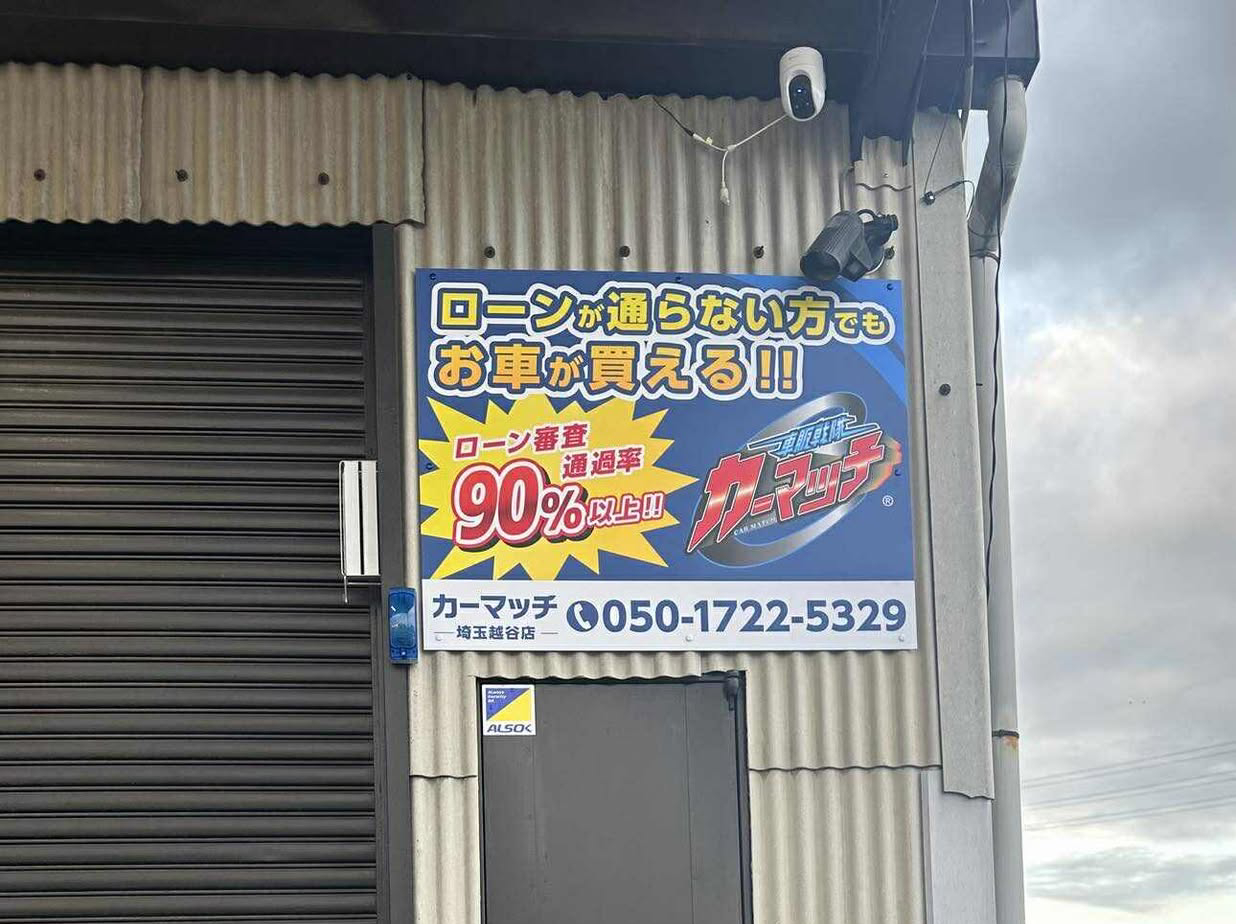 ローンが通らない方でも
お車が買える!!
ローン審査
通過率
90%以上!!
車販戦隊
カーマッチ
CAR MATCH
®
カーマッチ
埼玉越谷店
050-1722-5329
ALSOK